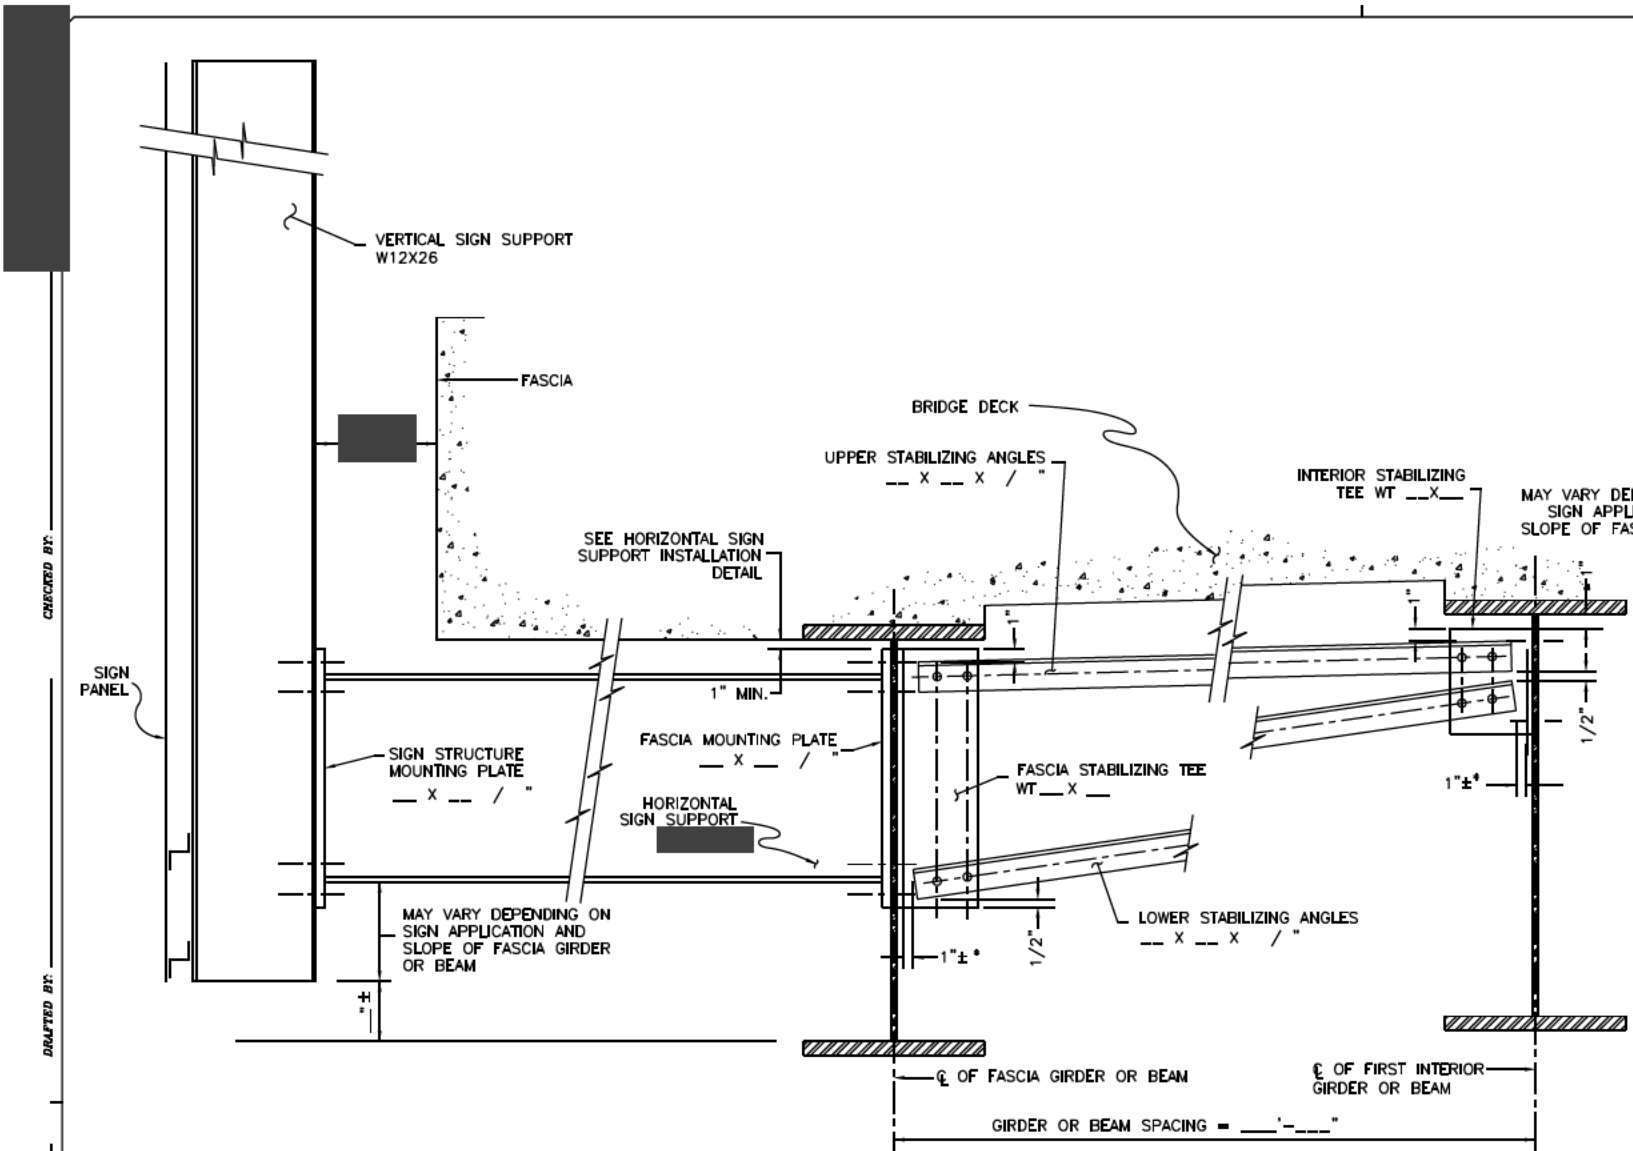 VERTICAL SIGN SUPPORT
W12X26
FASCIA
BRIDGE DECK
UPPER STABILIZING ANGLES
__ X __ X / "
INTERIOR STABILIZING
TEE WT __X__
MAY VARY DE
SIGN APPL
SLOPE OF FAS
SEE HORIZONTAL SIGN
SUPPORT INSTALLATION
DETAIL
1"
1"
1"
CHECKED BY:
SIGN
PANEL
1" MIN.
FASCIA MOUNTING PLATE
__ X __ / "
SIGN STRUCTURE
MOUNTING PLATE
__ X __ / "
1/2"
FASCIA STABILIZING TEE
WT __ X __
1"±*
HORIZONTAL
SIGN SUPPORT
MAY VARY DEPENDING ON
SIGN APPLICATION AND
SLOPE OF FASCIA GIRDER
OR BEAM
LOWER STABILIZING ANGLES
__ X __ X / "
1/2"
1"±*
__"±
DRAFTED BY:
℄ OF FASCIA GIRDER OR BEAM
℄ OF FIRST INTERIOR
GIRDER OR BEAM
GIRDER OR BEAM SPACING = ___'-___"